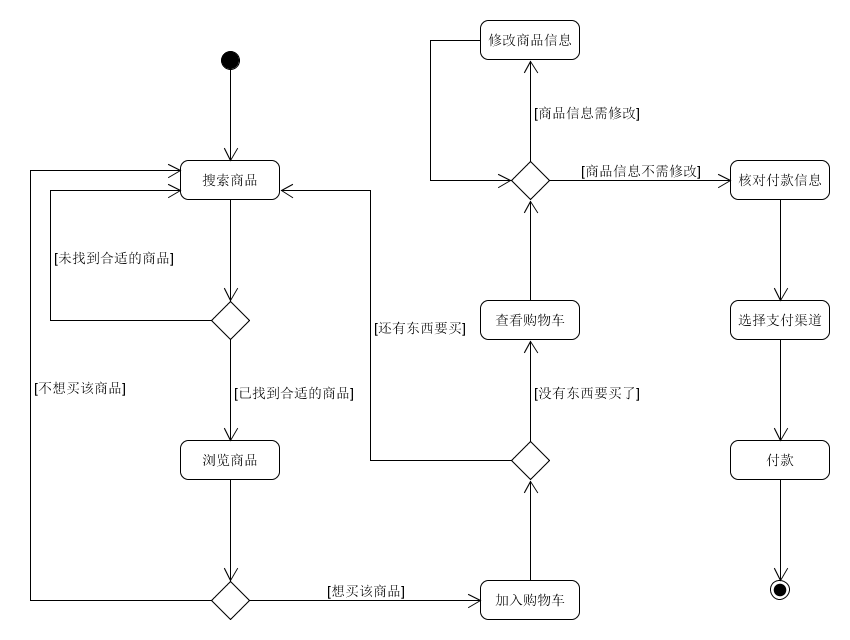 修改商品信息
[商品信息需修改]
[商品信息不需修改]
搜索商品
核对付款信息
[未找到合适的商品]
[还有东西要买]
查看购物车
选择支付渠道
[不想买该商品]
[已找到合适的商品]
[没有东西要买了]
浏览商品
付款
[想买该商品]
加入购物车